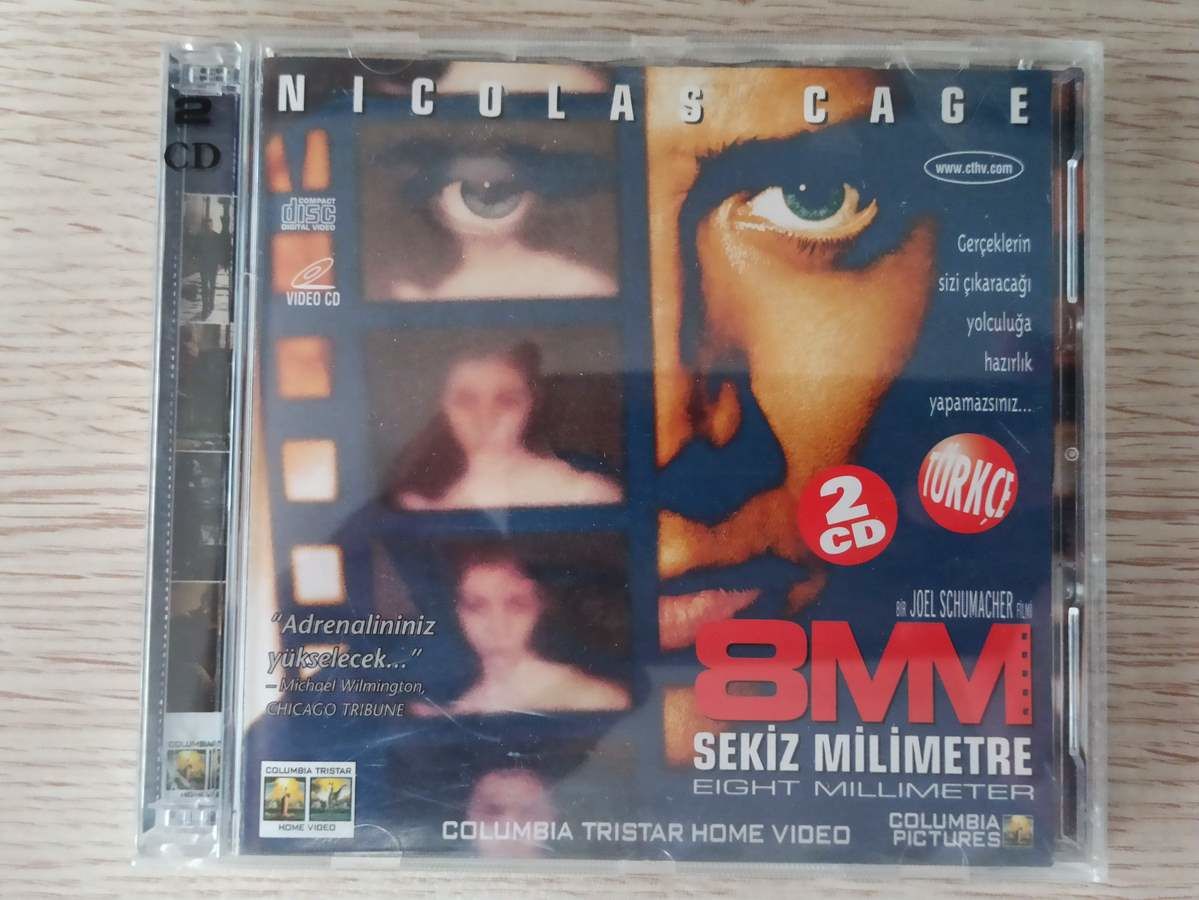 NICOLAS CAGE
2
CD
www.cthv.com
COMPACT
disc
DIGITAL VIDEO
VIDEO CD
Gerçeklerin
sizi çıkaracağı
yolculuğa
hazırlık
yapamazsınız...
2
CD
TÜRKÇE
"Adrenalininiz
yükselecek..."
– Michael Wilmington,
CHICAGO TRIBUNE
BİR JOEL SCHUMACHER FİLMİ
8MM
SEKİZ MİLİMETRE
EIGHT MILLIMETER
COLUMBIA
COLUMBIA TRISTAR
HOME VIDEO
COLUMBIA TRISTAR HOME VIDEO
COLUMBIA
PICTURES